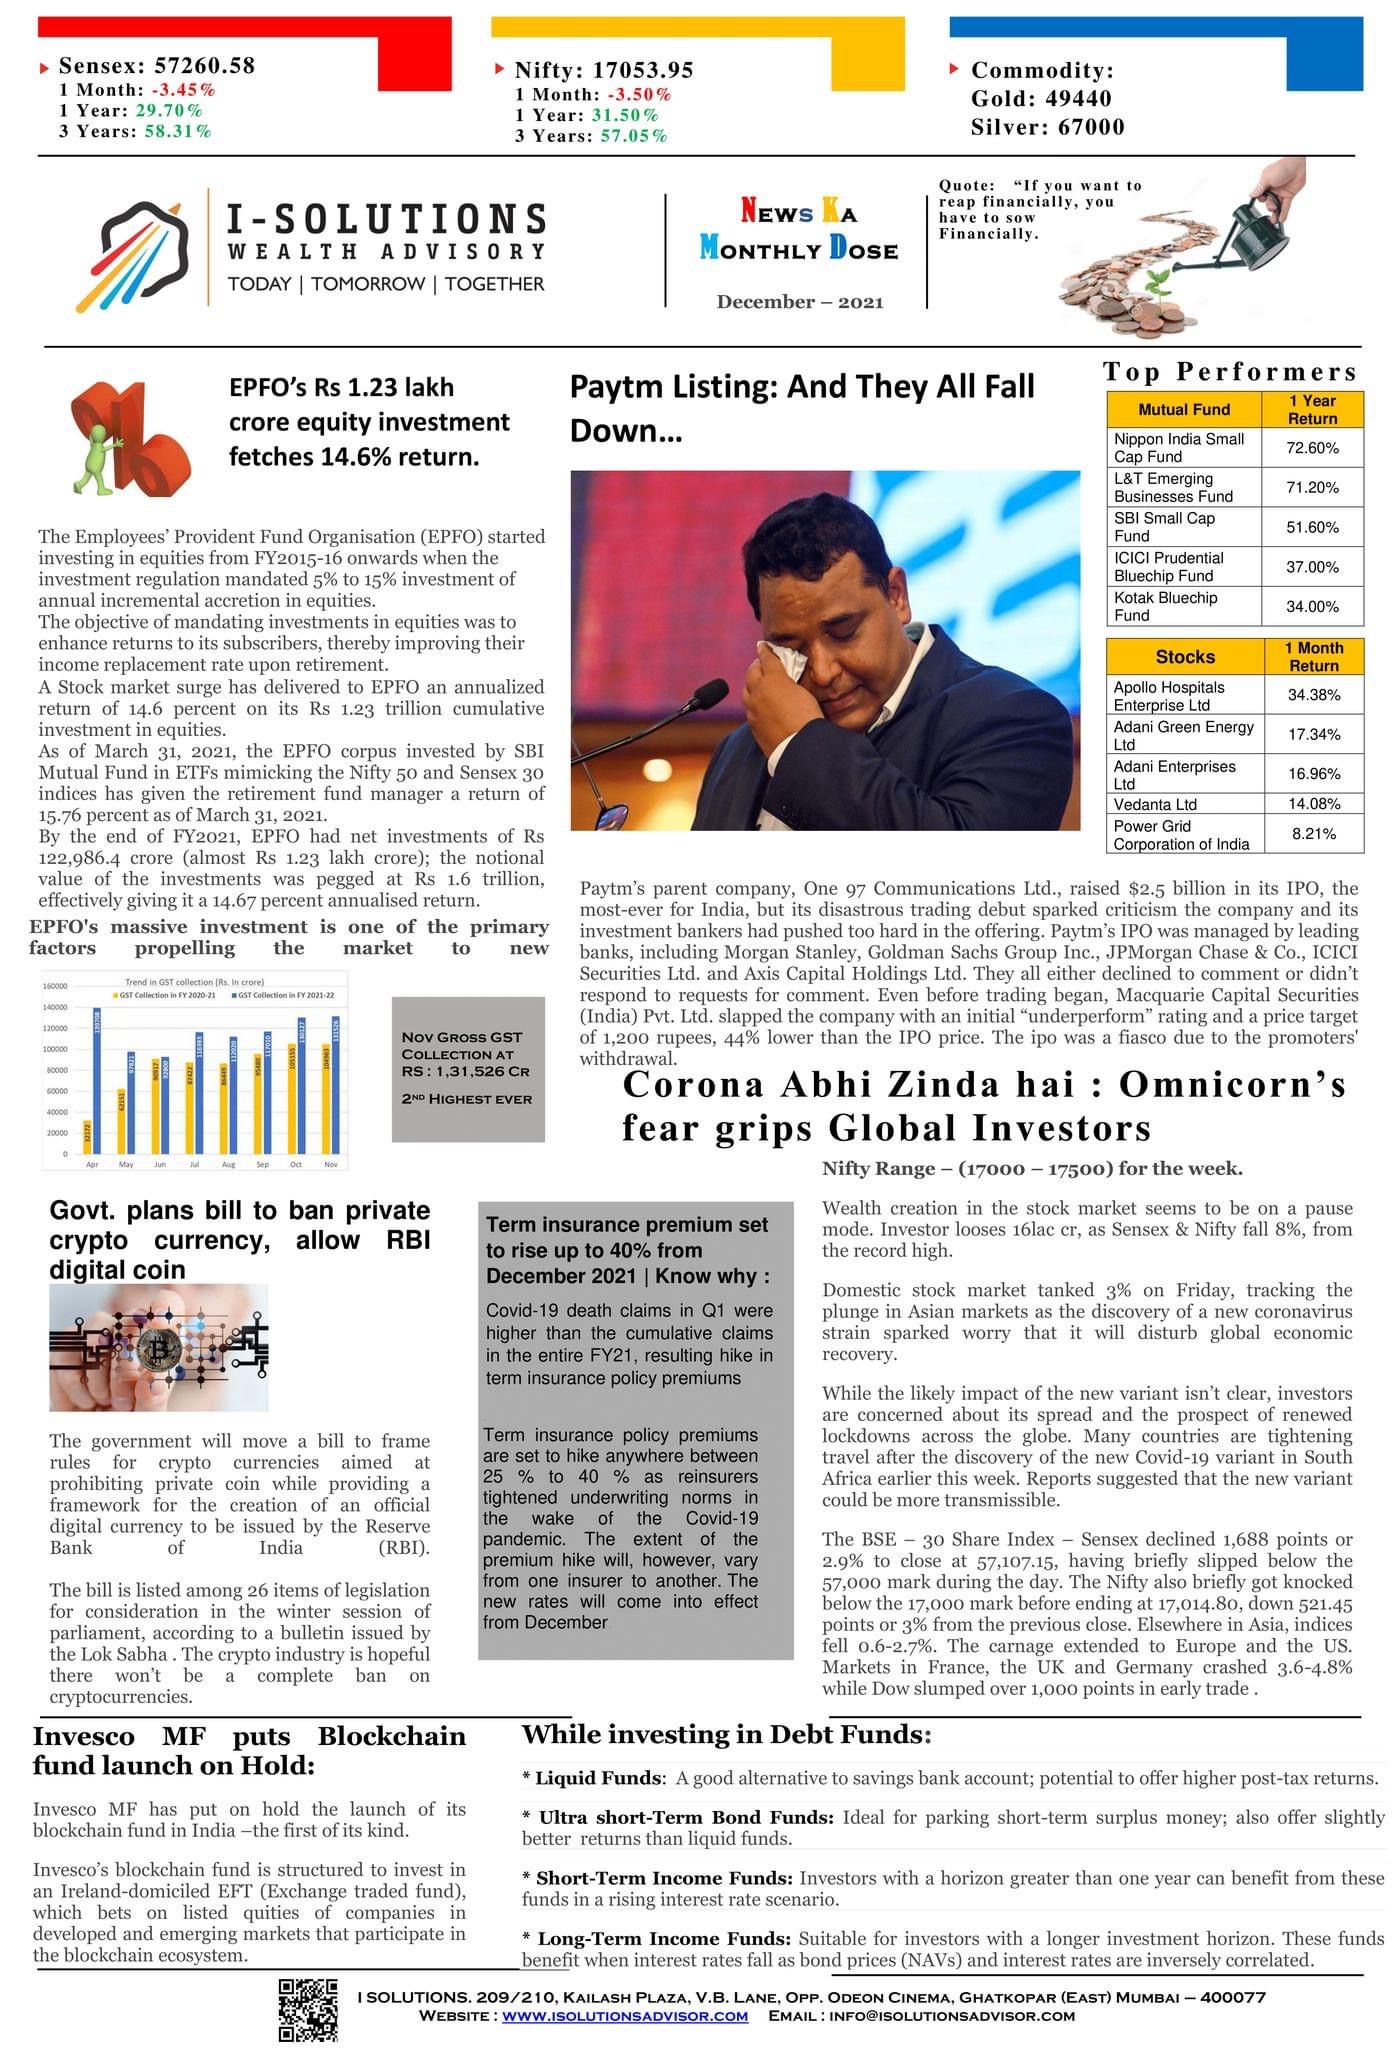 Sensex: 57260.58
1 Month: -3.45%
1 Year: 29.70%
3 Years: 58.31%
Nifty: 17053.95
1 Month: -3.50%
1 Year: 31.50%
3 Years: 57.05%
Commodity:
Gold: 49440
Silver: 67000
I-SOLUTIONS
WEALTH ADVISORY
TODAY | TOMORROW | TOGETHER
NEWS KA
MONTHLY DOSE
December – 2021
Quote: “If you want to
reap financially, you
have to sow
Financially.
EPFO’s Rs 1.23 lakh
crore equity investment
fetches 14.6% return.
The Employees’ Provident Fund Organisation (EPFO) started
investing in equities from FY2015-16 onwards when the
investment regulation mandated 5% to 15% investment of
annual incremental accretion in equities.
The objective of mandating investments in equities was to
enhance returns to its subscribers, thereby improving their
income replacement rate upon retirement.
A Stock market surge has delivered to EPFO an annualized
return of 14.6 percent on its Rs 1.23 trillion cumulative
investment in equities.
As of March 31, 2021, the EPFO corpus invested by SBI
Mutual Fund in ETFs mimicking the Nifty 50 and Sensex 30
indices has given the retirement fund manager a return of
15.76 percent as of March 31, 2021.
By the end of FY2021, EPFO had net investments of Rs
122,986.4 crore (almost Rs 1.23 lakh crore); the notional
value of the investments was pegged at Rs 1.6 trillion,
effectively giving it a 14.67 percent annualised return.
EPFO's massive investment is one of the primary
factors propelling the market to new
Paytm Listing: And They All Fall
Down...
Paytm’s parent company, One 97 Communications Ltd., raised $2.5 billion in its IPO, the
most-ever for India, but its disastrous trading debut sparked criticism the company and its
investment bankers had pushed too hard in the offering. Paytm’s IPO was managed by leading
banks, including Morgan Stanley, Goldman Sachs Group Inc., JPMorgan Chase & Co., ICICI
Securities Ltd. and Axis Capital Holdings Ltd. They all either declined to comment or didn’t
respond to requests for comment. Even before trading began, Macquarie Capital Securities
(India) Pvt. Ltd. slapped the company with an initial “underperform” rating and a price target
of 1,200 rupees, 44% lower than the IPO price. The ipo was a fiasco due to the promoters'
withdrawal.
Top Performers
Mutual Fund 1 Year Return
Nippon India Small Cap Fund 72.60%
L&T Emerging Businesses Fund 71.20%
SBI Small Cap Fund 51.60%
ICICI Prudential Bluechip Fund 37.00%
Kotak Bluechip Fund 34.00%
Stocks 1 Month Return
Apollo Hospitals Enterprise Ltd 34.38%
Adani Green Energy Ltd 17.34%
Adani Enterprises Ltd 16.96%
Vedanta Ltd 14.08%
Power Grid Corporation of India 8.21%
Trend in GST collection (Rs. In crore)
GST Collection in FY 2020-21 GST Collection in FY 2021-22
160000
140000
120000
100000
80000
60000
40000
20000
0
32172 139708
62151 97821
90917 92800
87422 116393
86449 112020
95480 117010
105155 130127
104963 131526
Apr May Jun Jul Aug Sep Oct Nov
NOV GROSS GST
COLLECTION AT
RS : 1,31,526 CR
2ND HIGHEST EVER
Corona Abhi Zinda hai : Omnicorn’s
fear grips Global Investors
Nifty Range – (17000 – 17500) for the week.
Wealth creation in the stock market seems to be on a pause
mode. Investor looses 16lac cr, as Sensex & Nifty fall 8%, from
the record high.
Domestic stock market tanked 3% on Friday, tracking the
plunge in Asian markets as the discovery of a new coronavirus
strain sparked worry that it will disturb global economic
recovery.
While the likely impact of the new variant isn’t clear, investors
are concerned about its spread and the prospect of renewed
lockdowns across the globe. Many countries are tightening
travel after the discovery of the new Covid-19 variant in South
Africa earlier this week. Reports suggested that the new variant
could be more transmissible.
The BSE – 30 Share Index – Sensex declined 1,688 points or
2.9% to close at 57,107.15, having briefly slipped below the
57,000 mark during the day. The Nifty also briefly got knocked
below the 17,000 mark before ending at 17,014.80, down 521.45
points or 3% from the previous close. Elsewhere in Asia, indices
fell 0.6-2.7%. The carnage extended to Europe and the US.
Markets in France, the UK and Germany crashed 3.6-4.8%
while Dow slumped over 1,000 points in early trade .
Govt. plans bill to ban private
crypto currency, allow RBI
digital coin
The government will move a bill to frame
rules for crypto currencies aimed at
prohibiting private coin while providing a
framework for the creation of an official
digital currency to be issued by the Reserve
Bank of India (RBI).
The bill is listed among 26 items of legislation
for consideration in the winter session of
parliament, according to a bulletin issued by
the Lok Sabha . The crypto industry is hopeful
there won’t be a complete ban on
cryptocurrencies.
Term insurance premium set
to rise up to 40% from
December 2021 | Know why :
Covid-19 death claims in Q1 were
higher than the cumulative claims
in the entire FY21, resulting hike in
term insurance policy premiums
Term insurance policy premiums
are set to hike anywhere between
25 % to 40 % as reinsurers
tightened underwriting norms in
the wake of the Covid-19
pandemic. The extent of the
premium hike will, however, vary
from one insurer to another. The
new rates will come into effect
from December
Invesco MF puts Blockchain
fund launch on Hold:
Invesco MF has put on hold the launch of its
blockchain fund in India –the first of its kind.
Invesco’s blockchain fund is structured to invest in
an Ireland-domiciled EFT (Exchange traded fund),
which bets on listed quities of companies in
developed and emerging markets that participate in
the blockchain ecosystem.
While investing in Debt Funds:
* Liquid Funds: A good alternative to savings bank account; potential to offer higher post-tax returns.
* Ultra short-Term Bond Funds: Ideal for parking short-term surplus money; also offer slightly
better returns than liquid funds.
* Short-Term Income Funds: Investors with a horizon greater than one year can benefit from these
funds in a rising interest rate scenario.
* Long-Term Income Funds: Suitable for investors with a longer investment horizon. These funds
benefit when interest rates fall as bond prices (NAVs) and interest rates are inversely correlated.
I SOLUTIONS. 209/210, KAILASH PLAZA, V.B. LANE, OPP. ODEON CINEMA, GHATKOPAR (EAST) MUMBAI – 400077
WEBSITE : WWW.ISOLUTIONSADVISOR.COM EMAIL : INFO@ISOLUTIONSADVISOR.COM